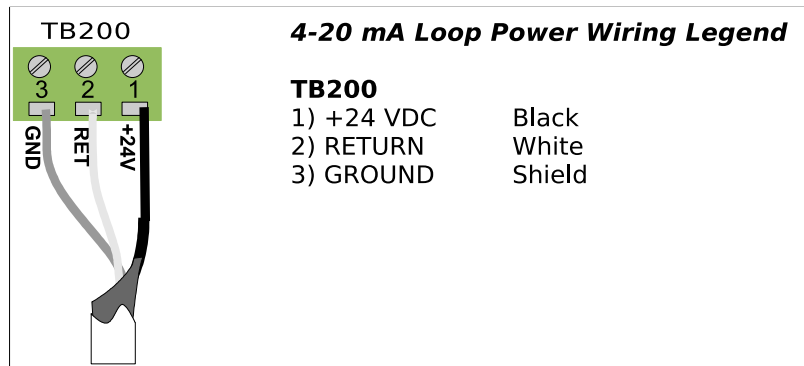 TB200
3 2 1
GND RET +24V
4-20 mA Loop Power Wiring Legend
TB200
1) +24 VDC Black
2) RETURN White
3) GROUND Shield